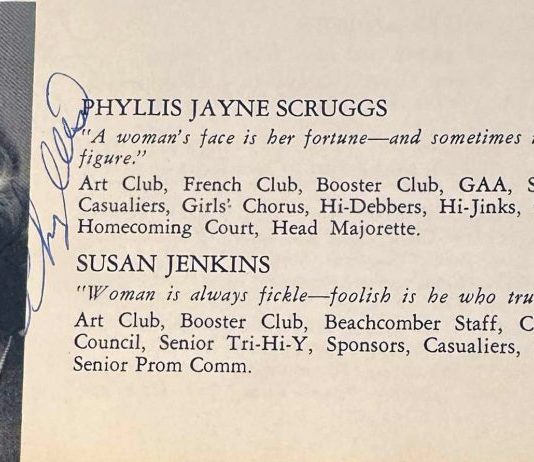 Phyllis
PHYLLIS JAYNE SCRUGGS
"A woman's face is her fortune—and sometimes
figure."
Art Club, French Club, Booster Club, GAA,
Casualiers, Girls' Chorus, Hi-Debbers, Hi-Jinks,
Homecoming Court, Head Majorette.
SUSAN JENKINS
"Woman is always fickle—foolish is he who
Art Club, Booster Club, Beachcomber Staff,
Council, Senior Tri-Hi-Y, Sponsors, Casualiers,
Senior Prom Comm.